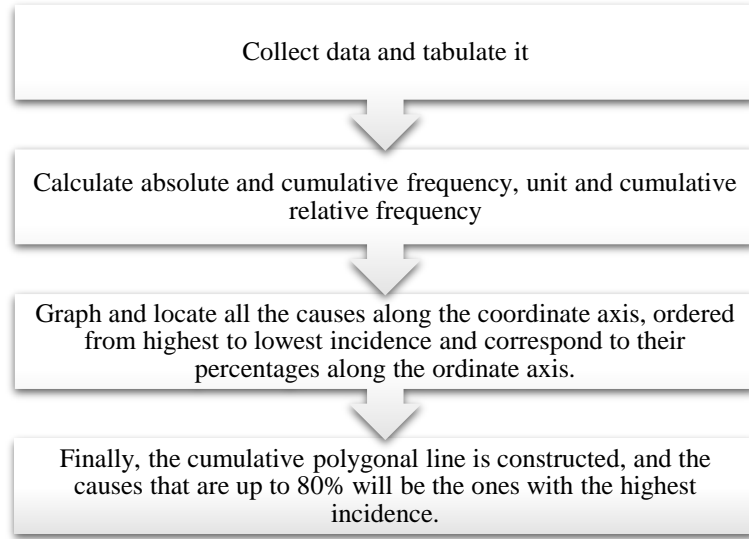 Collect data and tabulate it
Calculate absolute and cumulative frequency, unit and cumulative
relative frequency
Graph and locate all the causes along the coordinate axis, ordered
from highest to lowest incidence and correspond to their
percentages along the ordinate axis.
Finally, the cumulative polygonal line is constructed, and the
causes that are up to 80% will be the ones with the highest
incidence.